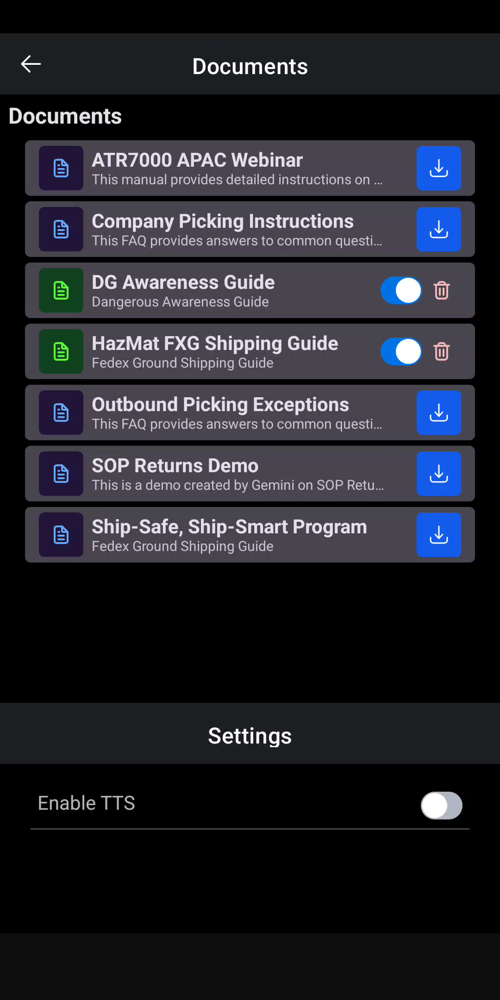 Documents
Documents
ATR7000 APAC Webinar
This manual provides detailed instructions on ...
Company Picking Instructions
This FAQ provides answers to common questi...
DG Awareness Guide
Dangerous Awareness Guide
HazMat FXG Shipping Guide
Fedex Ground Shipping Guide
Outbound Picking Exceptions
This FAQ provides answers to common questi...
SOP Returns Demo
This is a demo created by Gemini on SOP Retu...
Ship-Safe, Ship-Smart Program
Fedex Ground Shipping Guide
Settings
Enable TTS